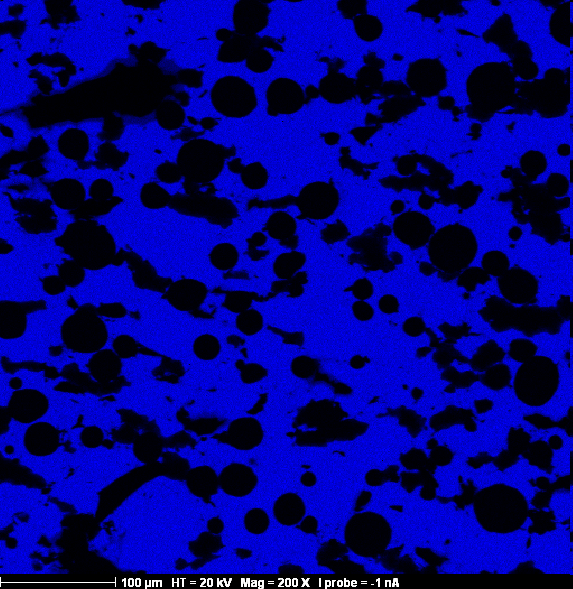 100 µm HT = 20 kV Mag = 200 X I probe = -1 nA